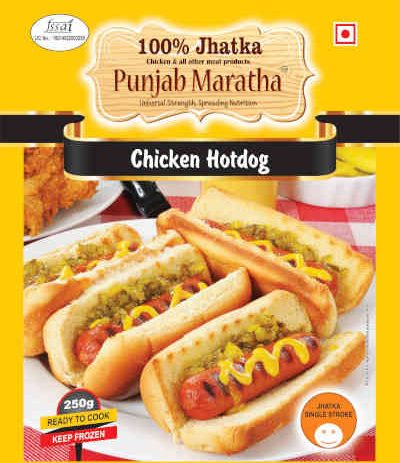 fssai
100% Jhatka
Chicken & all other meat products
Punjab Maratha™
Universal Strength, Spreading Nutrition
Chicken Hotdog
250g
READY TO COOK
KEEP FROZEN
JHATKA
SINGLE STROKE